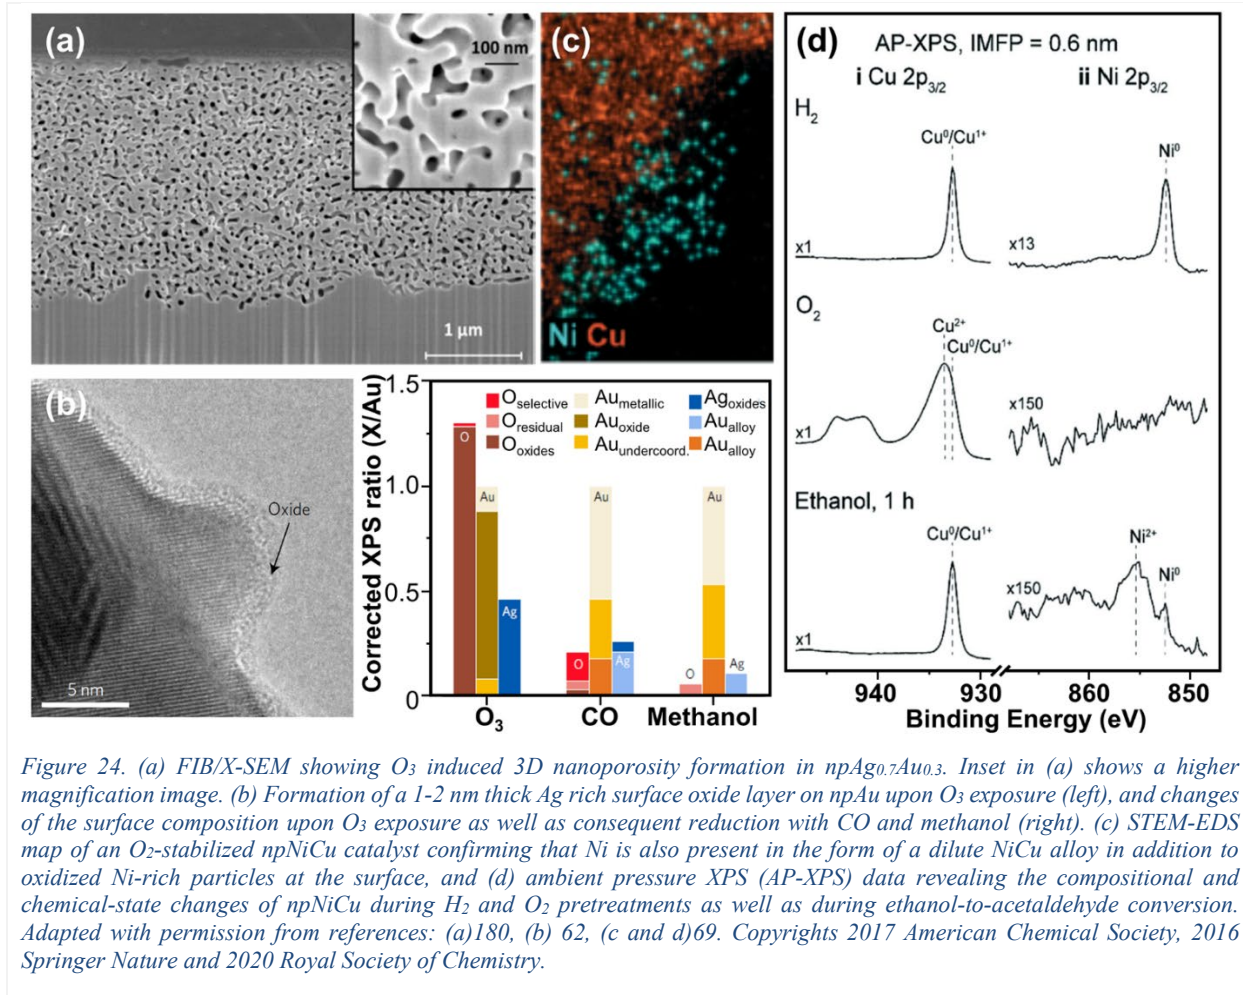 (a)
100 nm
1 μm
(c)
Ni Cu
(b)
Oxide
5 nm
Corrected XPS ratio (X/Au)
1.5
1.0
0.5
0
O_selective Au_metallic Ag_oxides
O_residual Au_oxide Au_alloy
O_oxides Au_undercoord. Au_alloy
O Au Ag
O Au Ag
O Au Ag
O₃ CO Methanol
(d)
AP-XPS, IMFP = 0.6 nm
i Cu 2p₃/₂ ii Ni 2p₃/₂
H₂
Cu⁰/Cu¹⁺
Ni⁰
x1 x13
O₂
Cu²⁺
Cu⁰/Cu¹⁺
x1 x150
Ethanol, 1 h
Cu⁰/Cu¹⁺
Ni²⁺
Ni⁰
x1 x150
940 930 860 850
Binding Energy (eV)
Figure 24. (a) FIB/X-SEM showing O₃ induced 3D nanoporosity formation in npAg₀.₇Au₀.₃. Inset in (a) shows a higher
magnification image. (b) Formation of a 1-2 nm thick Ag rich surface oxide layer on npAu upon O₃ exposure (left), and changes
of the surface composition upon O₃ exposure as well as consequent reduction with CO and methanol (right). (c) STEM-EDS
map of an O₂-stabilized npNiCu catalyst confirming that Ni is also present in the form of a dilute NiCu alloy in addition to
oxidized Ni-rich particles at the surface, and (d) ambient pressure XPS (AP-XPS) data revealing the compositional and
chemical-state changes of npNiCu during H₂ and O₂ pretreatments as well as during ethanol-to-acetaldehyde conversion.
Adapted with permission from references: (a)180, (b) 62, (c and d)69. Copyrights 2017 American Chemical Society, 2016
Springer Nature and 2020 Royal Society of Chemistry.